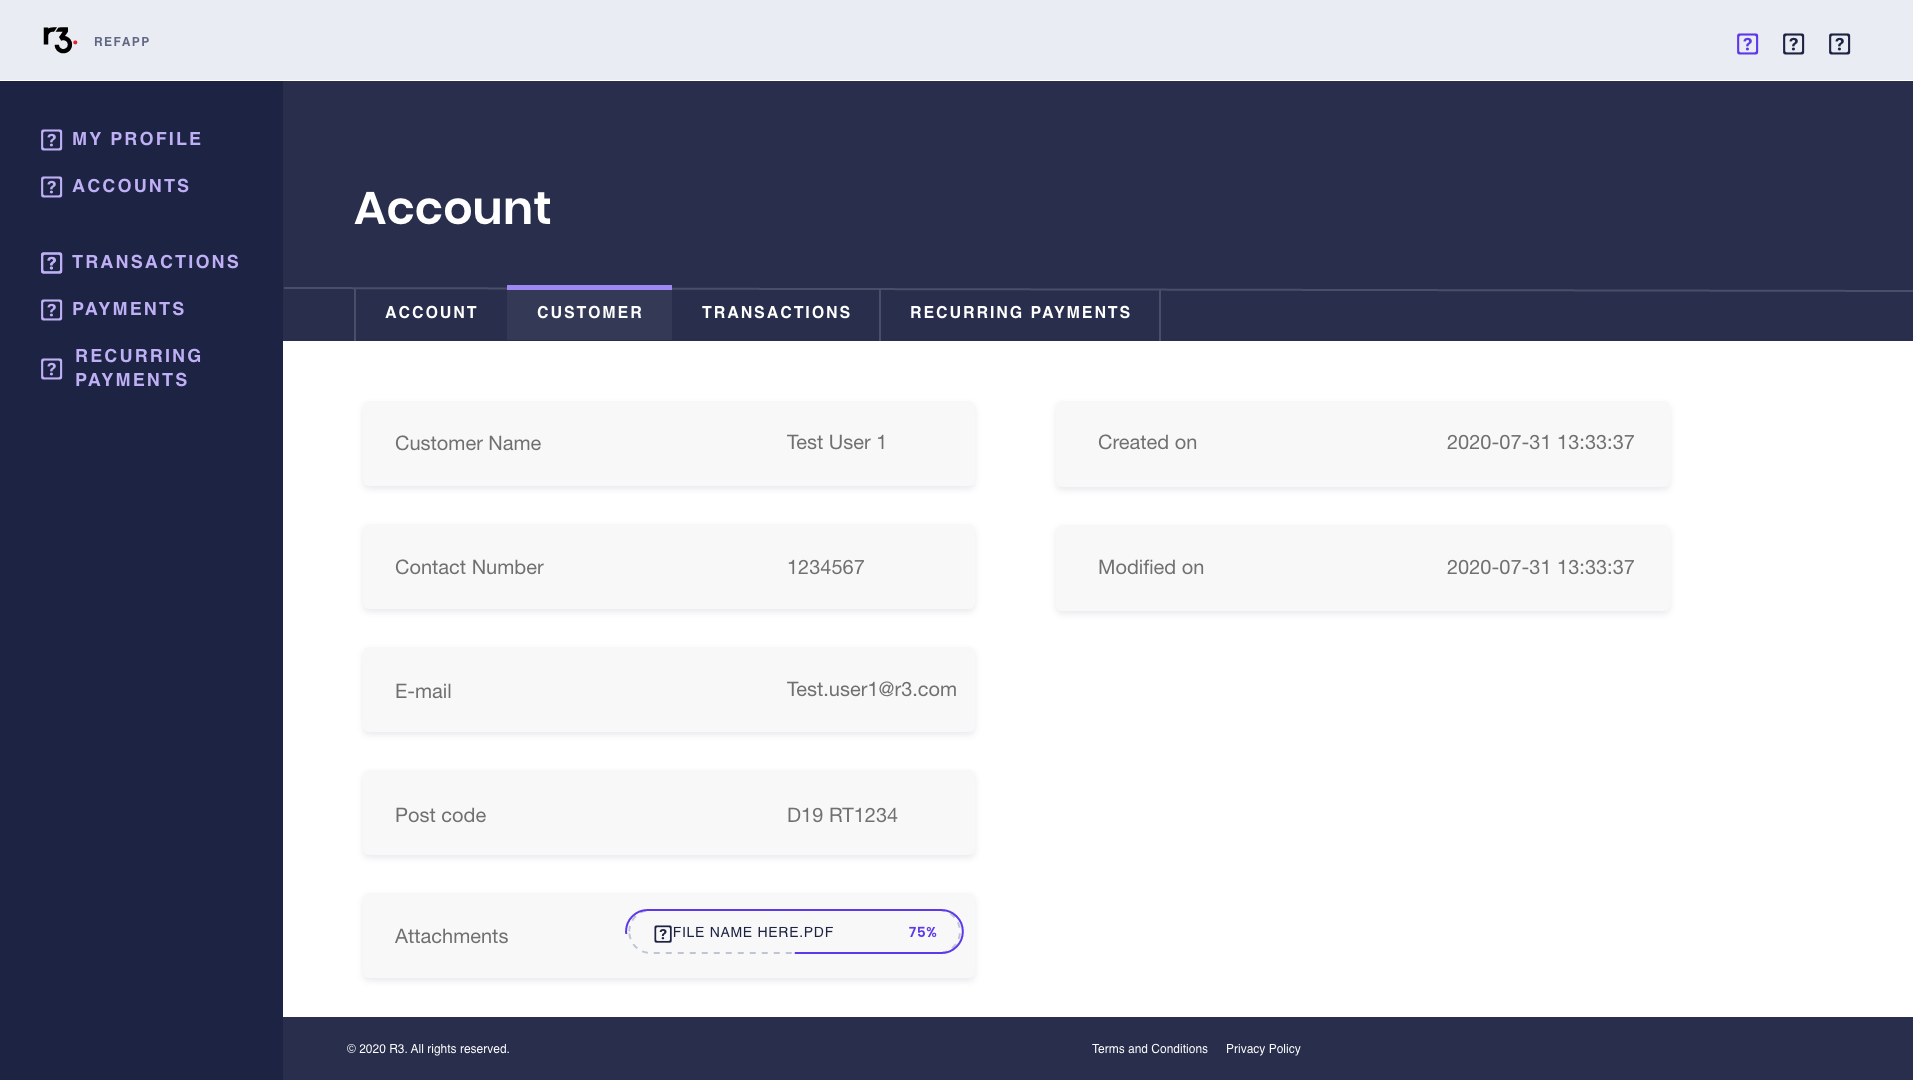 r3.
REFAPP
MY PROFILE
ACCOUNTS
TRANSACTIONS
PAYMENTS
RECURRING
PAYMENTS
Account
ACCOUNT
CUSTOMER
TRANSACTIONS
RECURRING PAYMENTS
Customer Name
Test User 1
Created on
2020-07-31 13:33:37
Contact Number
1234567
Modified on
2020-07-31 13:33:37
E-mail
Test.user1@r3.com
Post code
D19 RT1234
Attachments
FILE NAME HERE.PDF
75%
© 2020 R3. All rights reserved.
Terms and Conditions
Privacy Policy